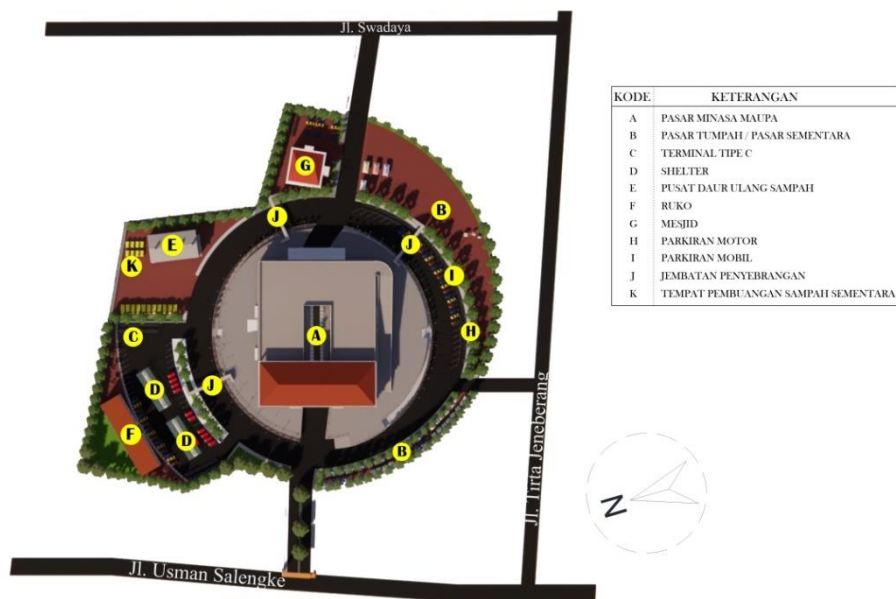 Jl. Swadaya
G
B
J
J
E
K
I
C
H
A
D
J
F
D
B
Jl. Tirta Jeneberang
Jl. Usman Salengke
N
KODE KETERANGAN
A PASAR MINASA MAUPA
B PASAR TUMPAH / PASAR SEMENTARA
C TERMINAL TIPE C
D SHELTER
E PUSAT DAUR ULANG SAMPAH
F RUKO
G MESJID
H PARKIRAN MOTOR
I PARKIRAN MOBIL
J JEMBATAN PENYEBRANGAN
K TEMPAT PEMBUANGAN SAMPAH SEMENTARA